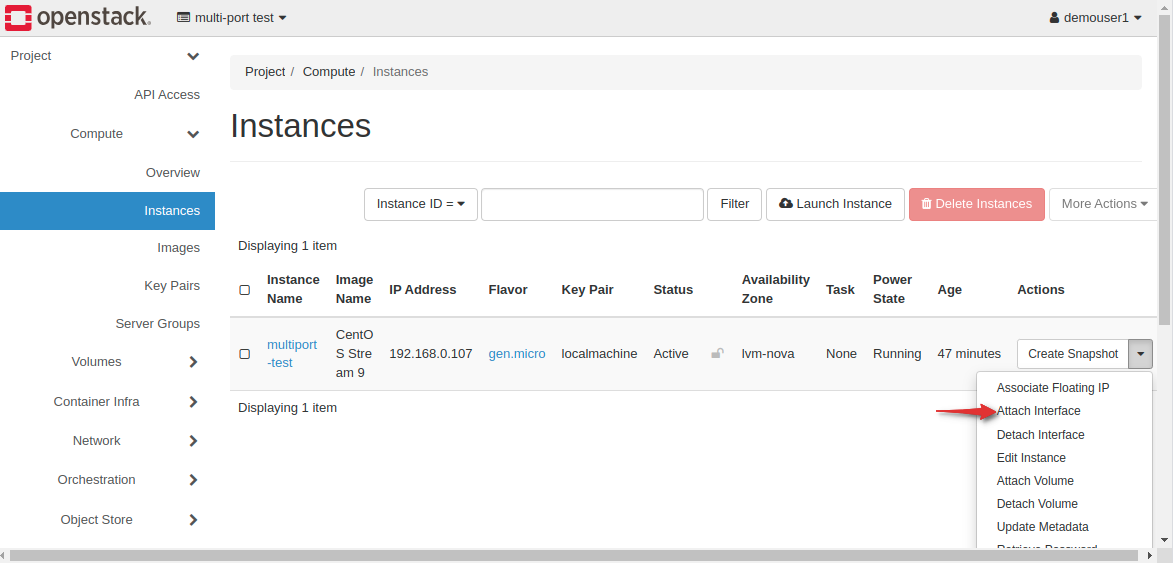 openstack. multi-port test demouser1
Project
API Access
Compute
Overview
Instances
Images
Key Pairs
Server Groups
Volumes
Container Infra
Network
Orchestration
Object Store
Project / Compute / Instances
Instances
Instance ID = Filter Launch Instance Delete Instances More Actions
Displaying 1 item
Instance Name Image Name IP Address Flavor Key Pair Status Availability Zone Task Power State Age Actions
multiport-test CentOS Stream 9 192.168.0.107 gen.micro localmachine Active lvm-nova None Running 47 minutes Create Snapshot
Displaying 1 item
Associate Floating IP
Attach Interface
Detach Interface
Edit Instance
Attach Volume
Detach Volume
Update Metadata
Retrieve Password